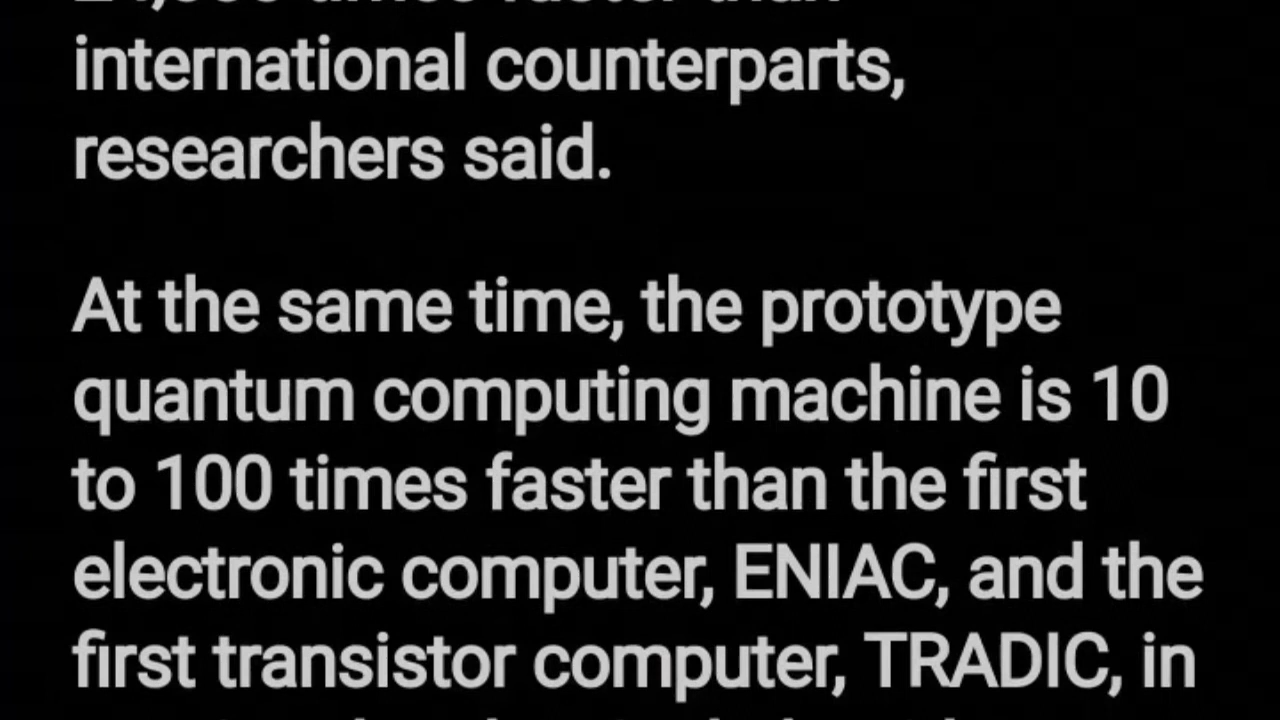 international counterparts,
researchers said.
At the same time, the prototype
quantum computing machine is 10
to 100 times faster than the first
electronic computer, ENIAC, and the
first transistor computer, TRADIC, in